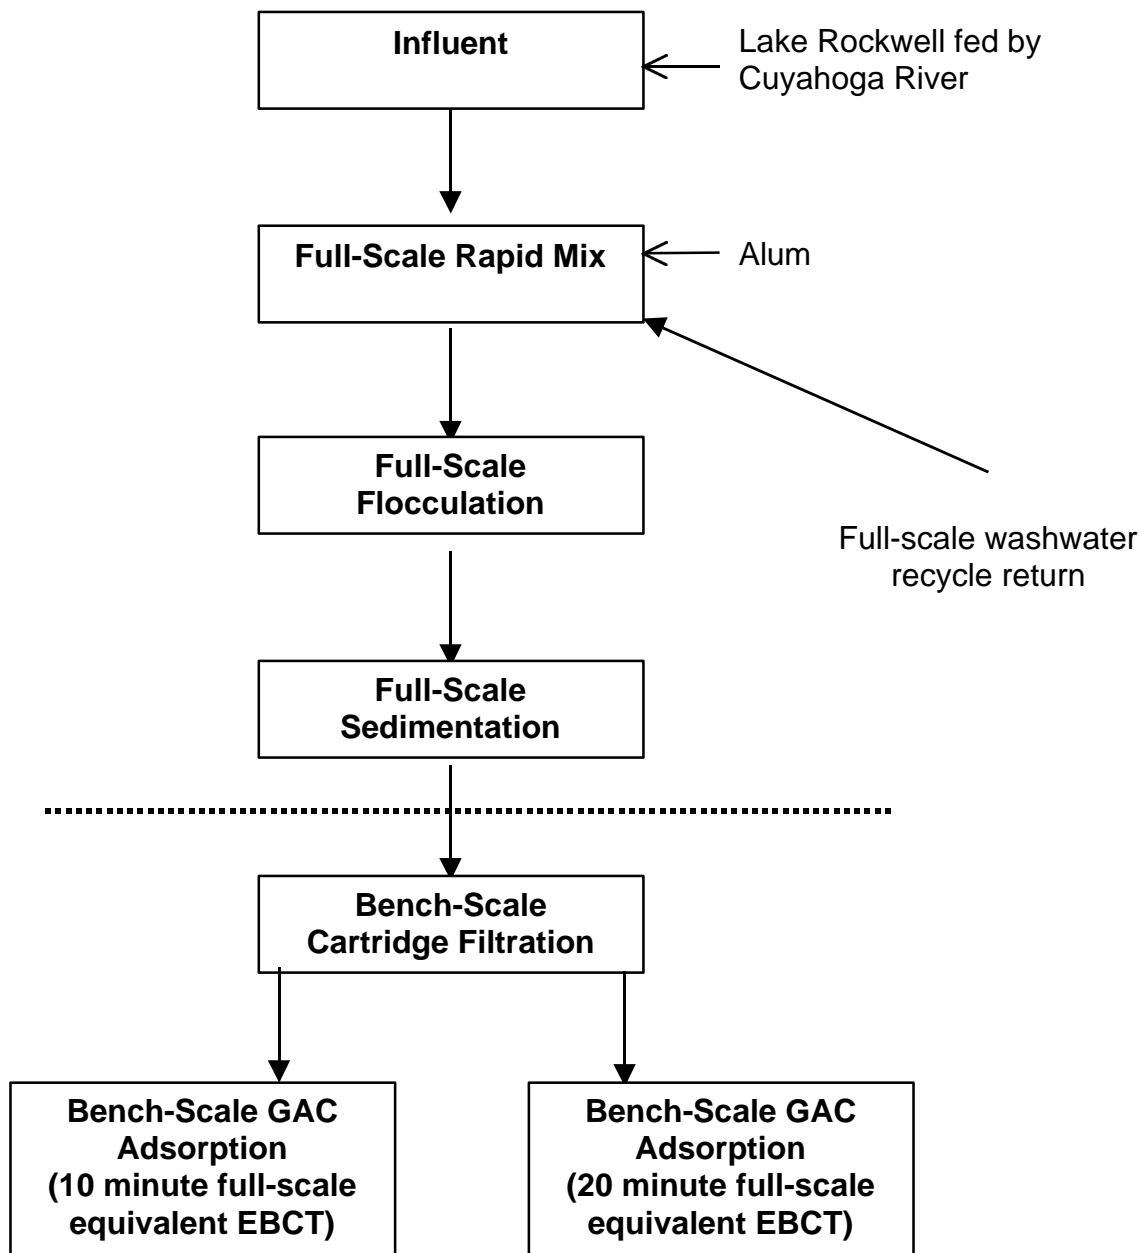 Influent
Lake Rockwell fed by
Cuyahoga River
Full-Scale Rapid Mix
Alum
Full-Scale
Flocculation
Full-scale washwater
recycle return
Full-Scale
Sedimentation
Bench-Scale
Cartridge Filtration
Bench-Scale GAC
Adsorption
(10 minute full-scale
equivalent EBCT)
Bench-Scale GAC
Adsorption
(20 minute full-scale
equivalent EBCT)